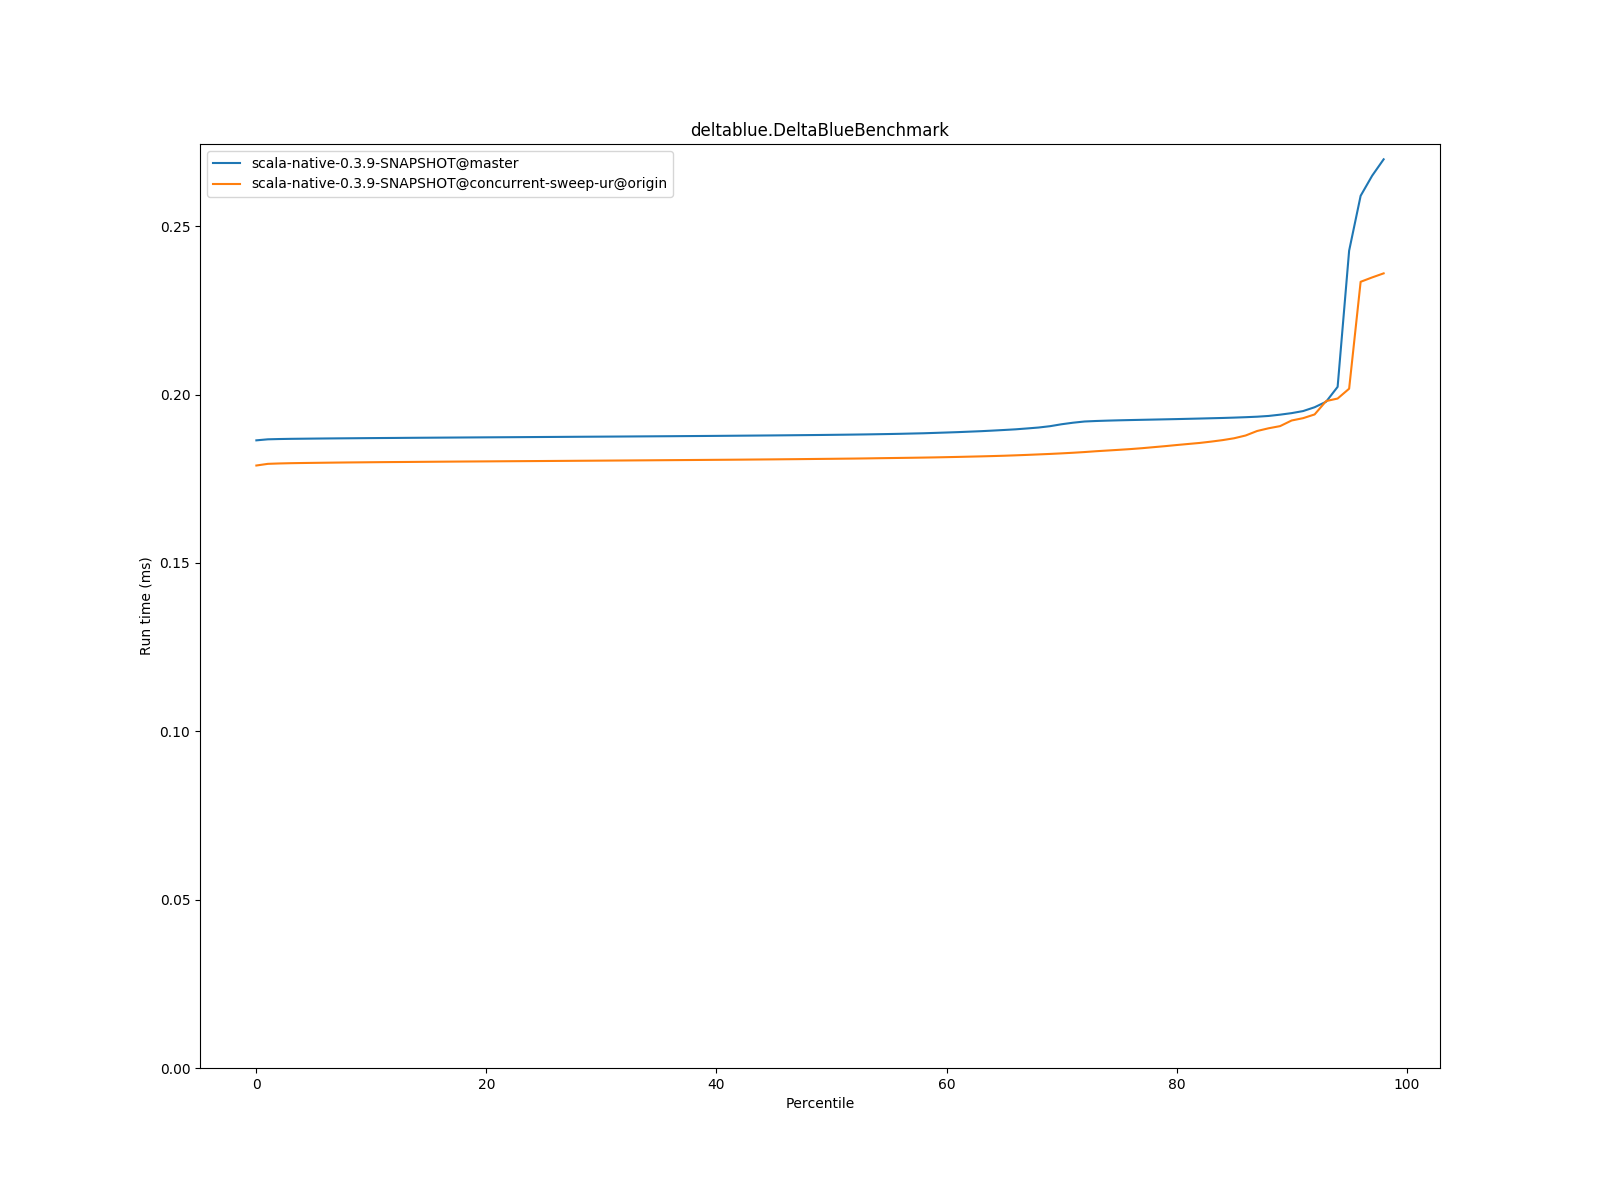 deltablue.DeltaBlueBenchmark
scala-native-0.3.9-SNAPSHOT@master
scala-native-0.3.9-SNAPSHOT@concurrent-sweep-ur@origin
0.25
0.20
0.15
0.10
0.05
0.00
Run time (ms)
0 20 40 60 80 100
Percentile